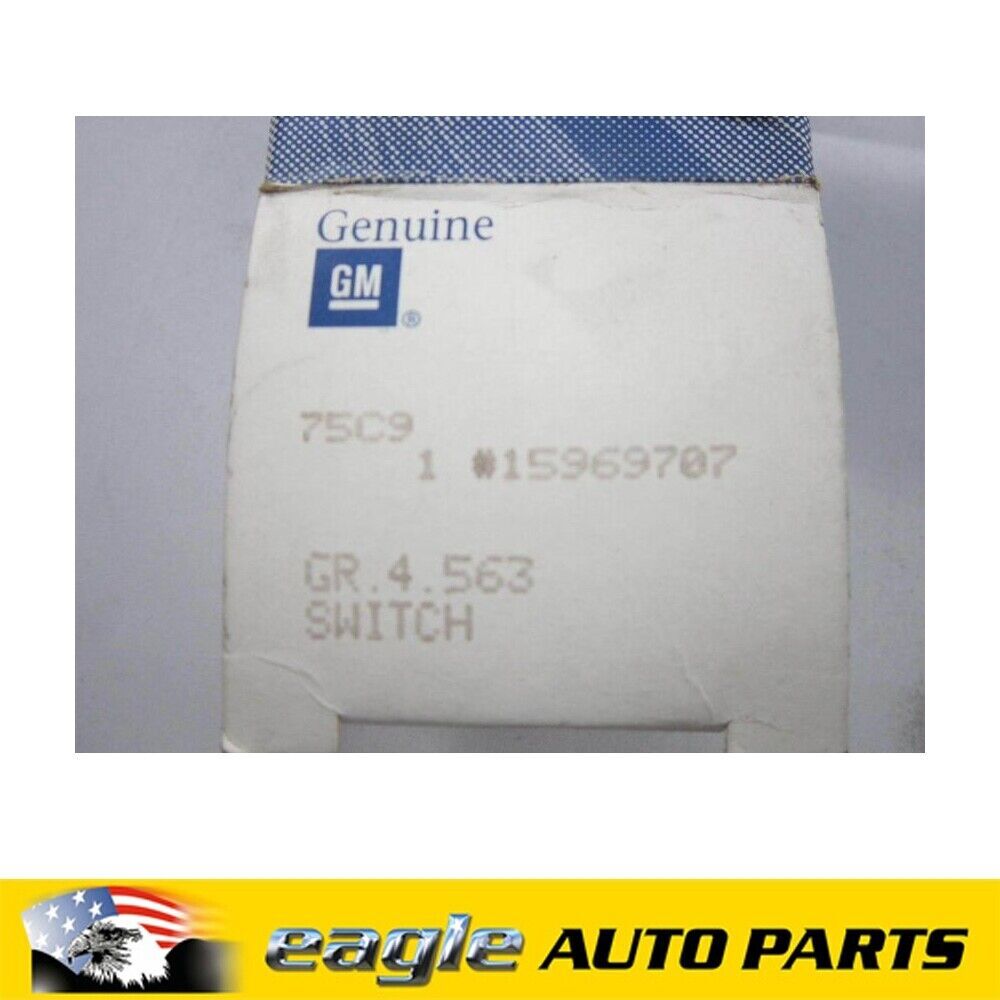 Genuine
GM
®
75C9
1 #15969707
GR.4.563
SWITCH
eagle AUTO PARTS